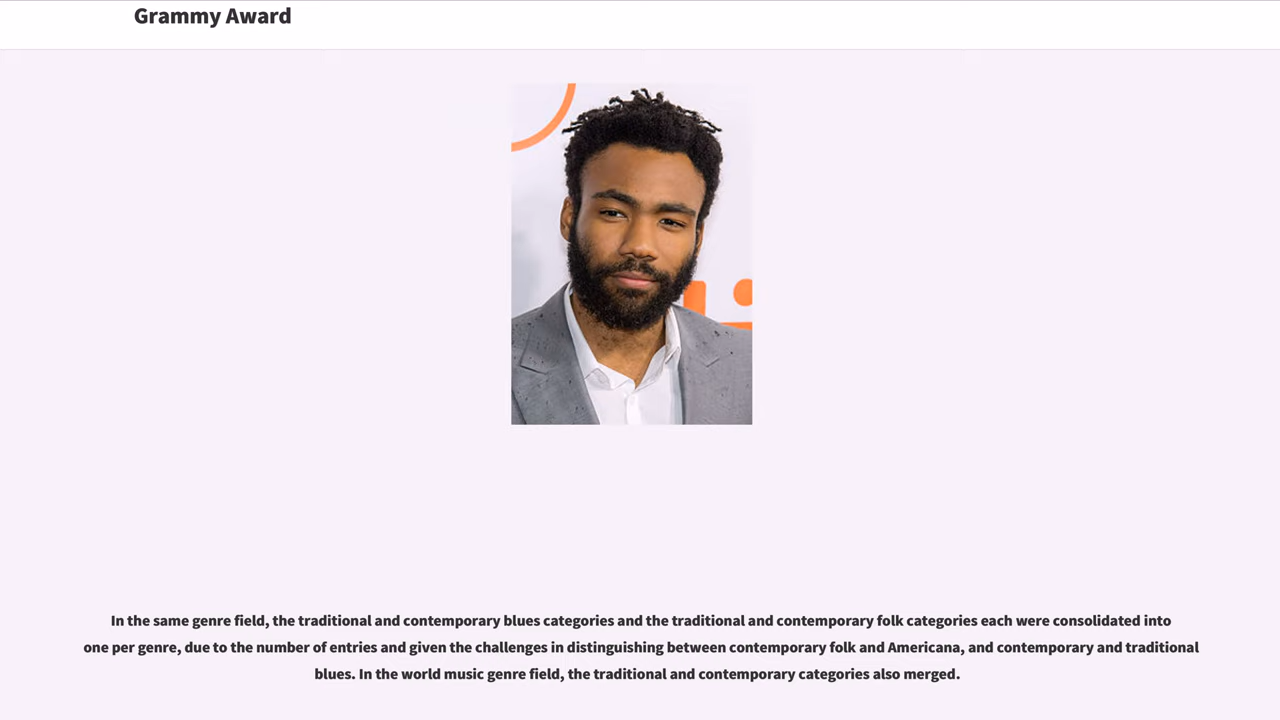 Grammy Award
In the same genre field, the traditional and contemporary blues categories and the traditional and contemporary folk categories each were consolidated into
one per genre, due to the number of entries and given the challenges in distinguishing between contemporary folk and Americana, and contemporary and traditional
blues. In the world music genre field, the traditional and contemporary categories also merged.